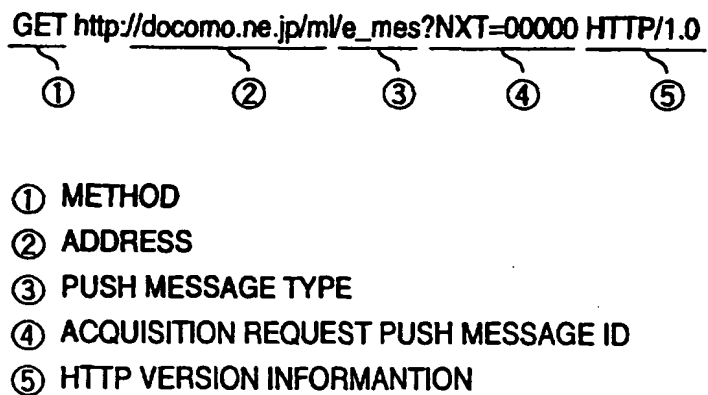 GET http://docomo.ne.jp/ml/e_mes?NXT=00000 HTTP/1.0
① ② ③ ④ ⑤
① METHOD
② ADDRESS
③ PUSH MESSAGE TYPE
④ ACQUISITION REQUEST PUSH MESSAGE ID
⑤ HTTP VERSION INFORMANTION